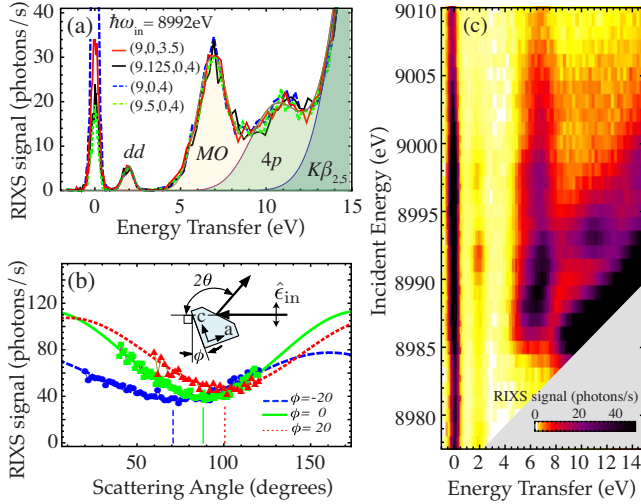 (a)
ħω_in = 8992eV
(9,0,3.5)
(9.125,0,4)
(9,0,4)
(9.5,0,4)
dd
MO
4p
Kβ_2,5
40
30
20
10
0
RIXS signal (photons/s)
0 5 10 15
Energy Transfer (eV)
(b)
2θ
ε̂_in
c
a
ϕ
ϕ=-20
ϕ= 0
ϕ= 20
160
120
80
40
0
RIXS signal (photons/s)
50 100 150
Scattering Angle (degrees)
(c)
9010
9005
9000
8995
8990
8985
8980
Incident Energy (eV)
RIXS signal (photons/s)
0 20 40
0 2 4 6 8 10 12 14
Energy Transfer (eV)